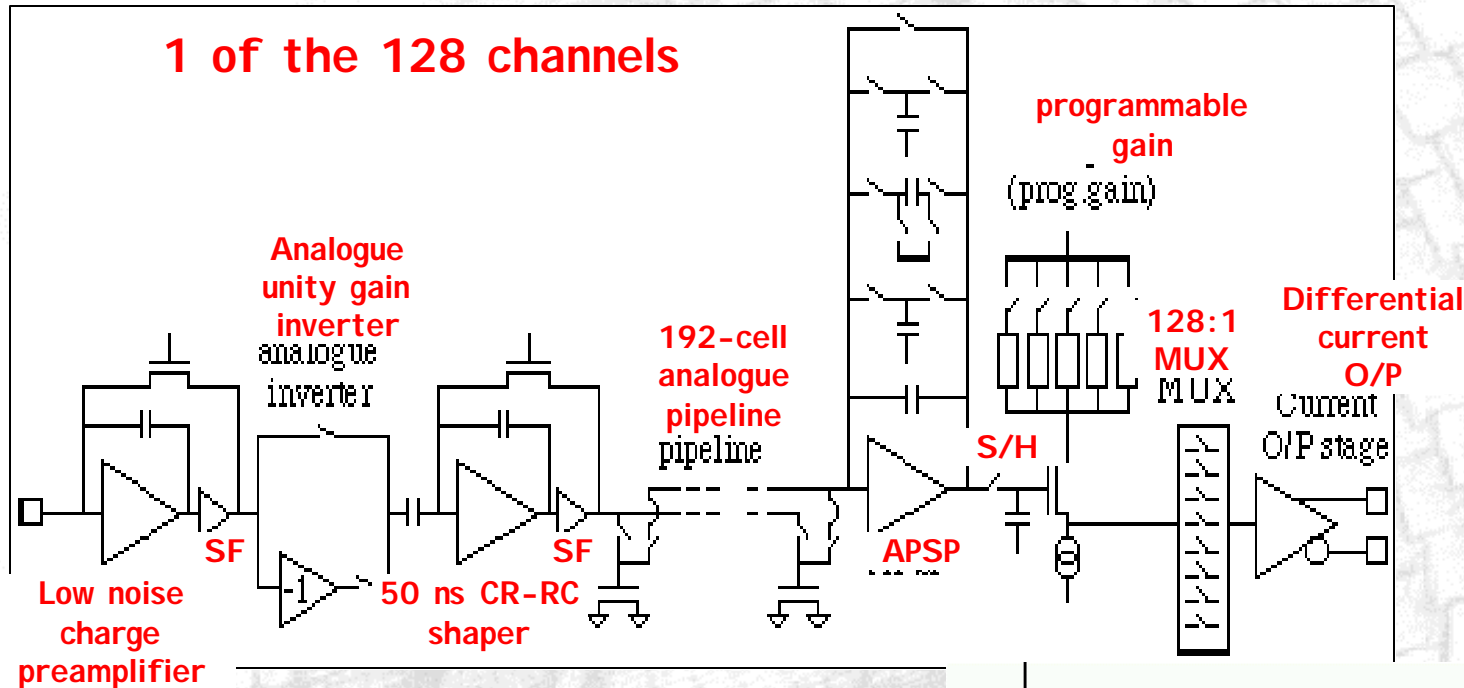 1 of the 128 channels
programmable
gain
(prog.gain)
Analogue
unity gain
inverter
analogue
inverter
192-cell
analogue
pipeline
pipeline
128:1
MUX
MUX
Differential
current
O/P
Current
O/P stage
S/H
SF
-1
SF
APSP
Low noise
charge
preamplifier
50 ns CR-RC
shaper